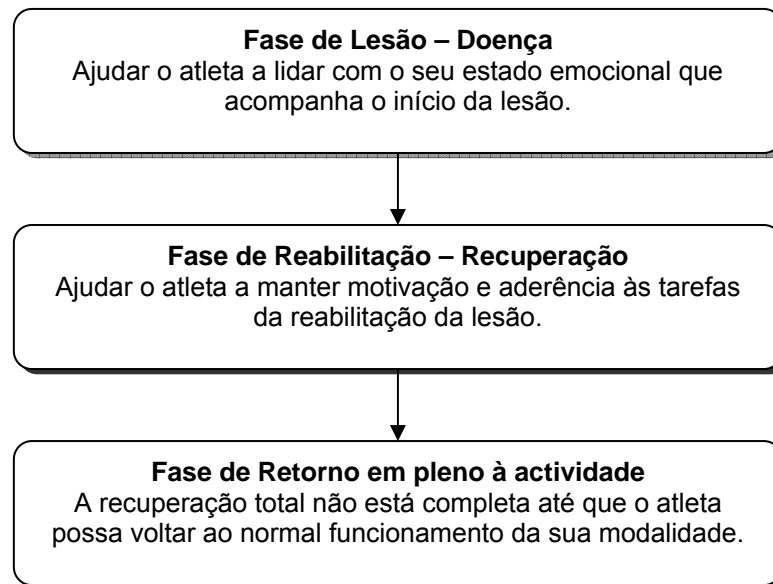 Fase de Lesão – Doença
Ajudar o atleta a lidar com o seu estado emocional que
acompanha o início da lesão.
Fase de Reabilitação – Recuperação
Ajudar o atleta a manter motivação e aderência às tarefas
da reabilitação da lesão.
Fase de Retorno em pleno à actividade
A recuperação total não está completa até que o atleta
possa voltar ao normal funcionamento da sua modalidade.